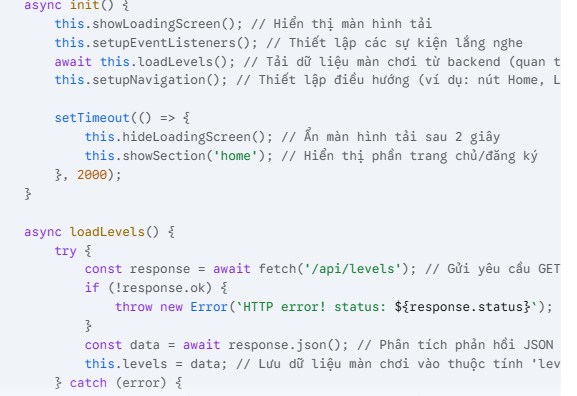 async init() {
this.showLoadingScreen(); // Hiển thị màn hình tải
this.setupEventListeners(); // Thiết lập các sự kiện lắng nghe
await this.loadLevels(); // Tải dữ liệu màn chơi từ backend (quan t
this.setupNavigation(); // Thiết lập điều hướng (ví dụ: nút Home, L
setTimeout(() => {
this.hideLoadingScreen(); // Ẩn màn hình tải sau 2 giây
this.showSection('home'); // Hiển thị phần trang chủ/đăng ký
}, 2000);
}
async loadLevels() {
try {
const response = await fetch('/api/levels'); // Gửi yêu cầu GET
if (!response.ok) {
throw new Error(`HTTP error! status: ${response.status}`);
}
const data = await response.json(); // Phân tích phản hồi JSON
this.levels = data; // Lưu dữ liệu màn chơi vào thuộc tính 'lev
} catch (error) {